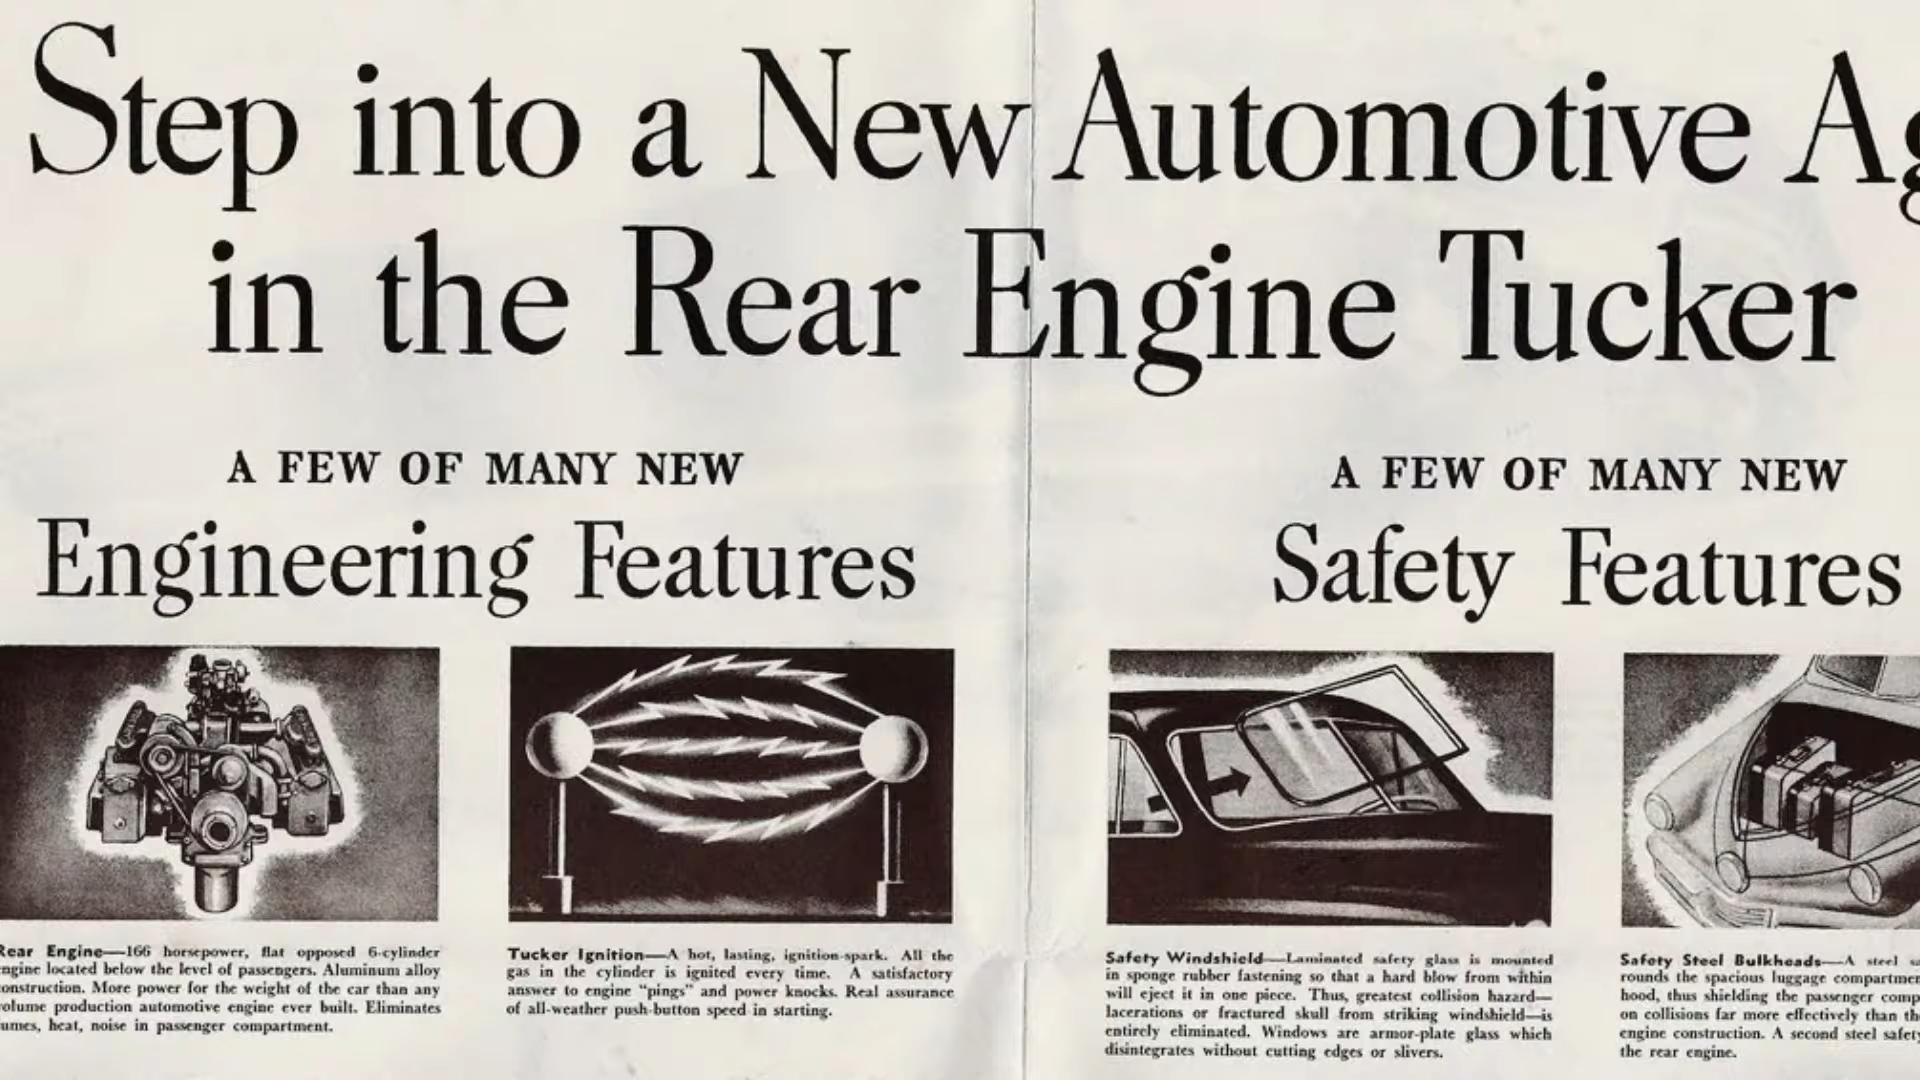 Step into a New Automotive
in the Rear Engine Tucker
A FEW OF MANY NEW
Engineering Features
Rear Engine—166 horsepower, flat opposed 6-cylinder
engine located below the level of passengers. Aluminum alloy
construction. More power for the weight of the car than any
volume production automotive engine ever built. Eliminates
fumes, heat, noise in passenger compartment.
Tucker Ignition—A hot, lasting, ignition-spark. All the
gas in the cylinder is ignited every time. A satisfactory
answer to engine "pings" and power knocks. Real assurance
of all-weather push-button speed in starting.
A FEW OF MANY NEW
Safety Features
Safety Windshield—Laminated safety glass is mounted
in sponge rubber fastening so that a hard blow from within
will eject it in one piece. Thus, greatest collision hazard—
lacerations or fractured skull from striking windshield—is
entirely eliminated. Windows are armor-plate glass which
disintegrates without cutting edges or slivers.
Safety Steel Bulkheads—A steel
rounds the spacious luggage
hood, thus shielding the passenger
on collisions far more effectively than
engine construction. A second steel
the rear engine.